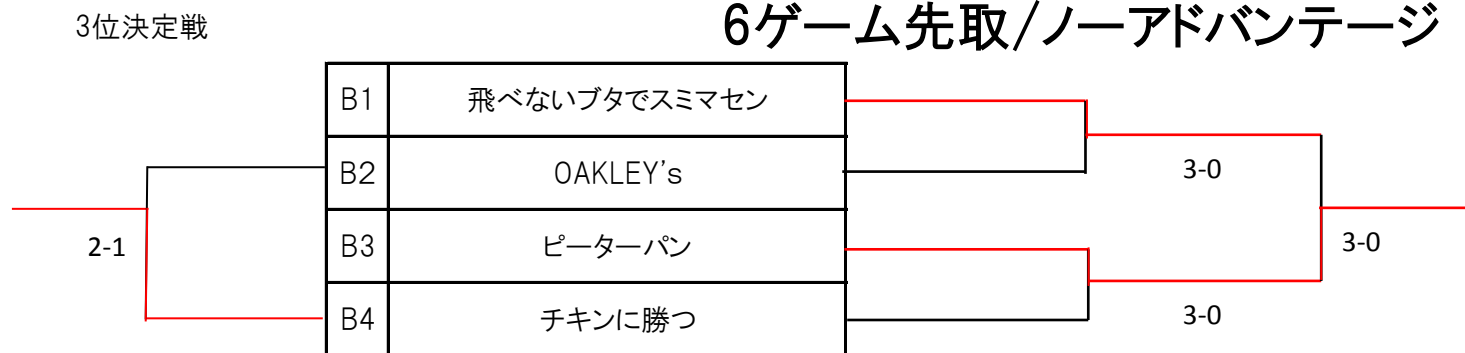 3位決定戦
6ゲーム先取/ノーアドバンテージ
B1 飛べないブタでスミマセン
B2 OAKLEY's
3-0
B3 ピーターパン
2-1
3-0
B4 チキンに勝つ
3-0